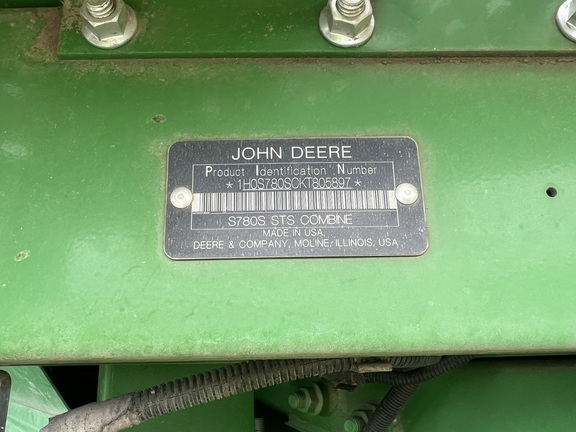 JOHN DEERE
Product Identification Number
*1H0S780SCKT805897*
S780S STS COMBINE
MADE IN USA
DEERE & COMPANY, MOLINE, ILLINOIS, USA